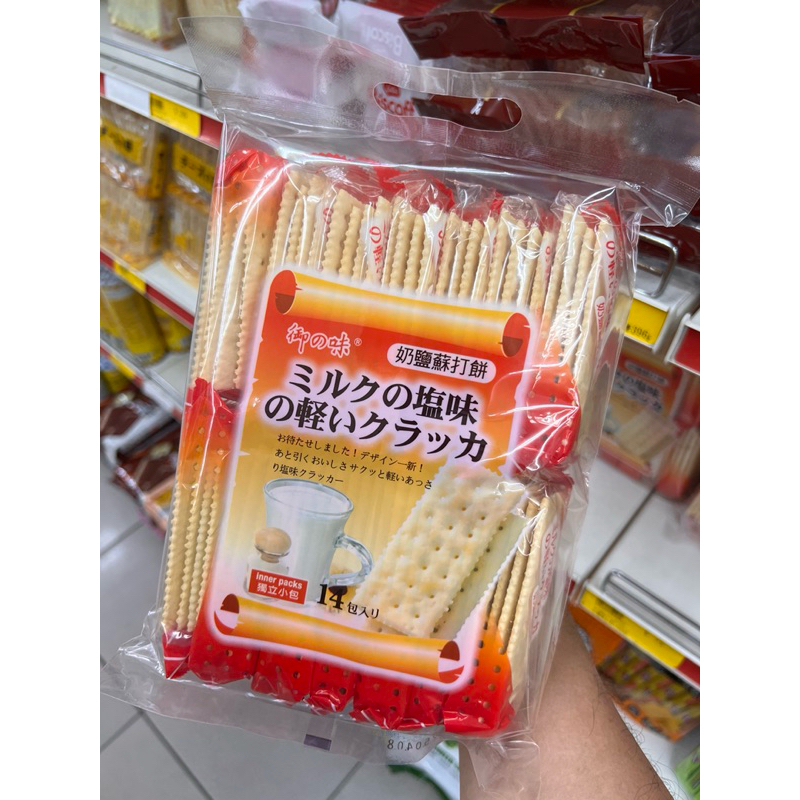 御の味®
奶鹽蘇打餅
ミルクの塩味
の軽いクラッカ
お待たせしました！デザイン一新！
あと引くおいしさサクッと軽いあっさ
り塩味クラッカー
inner packs
獨立小包
14包入り